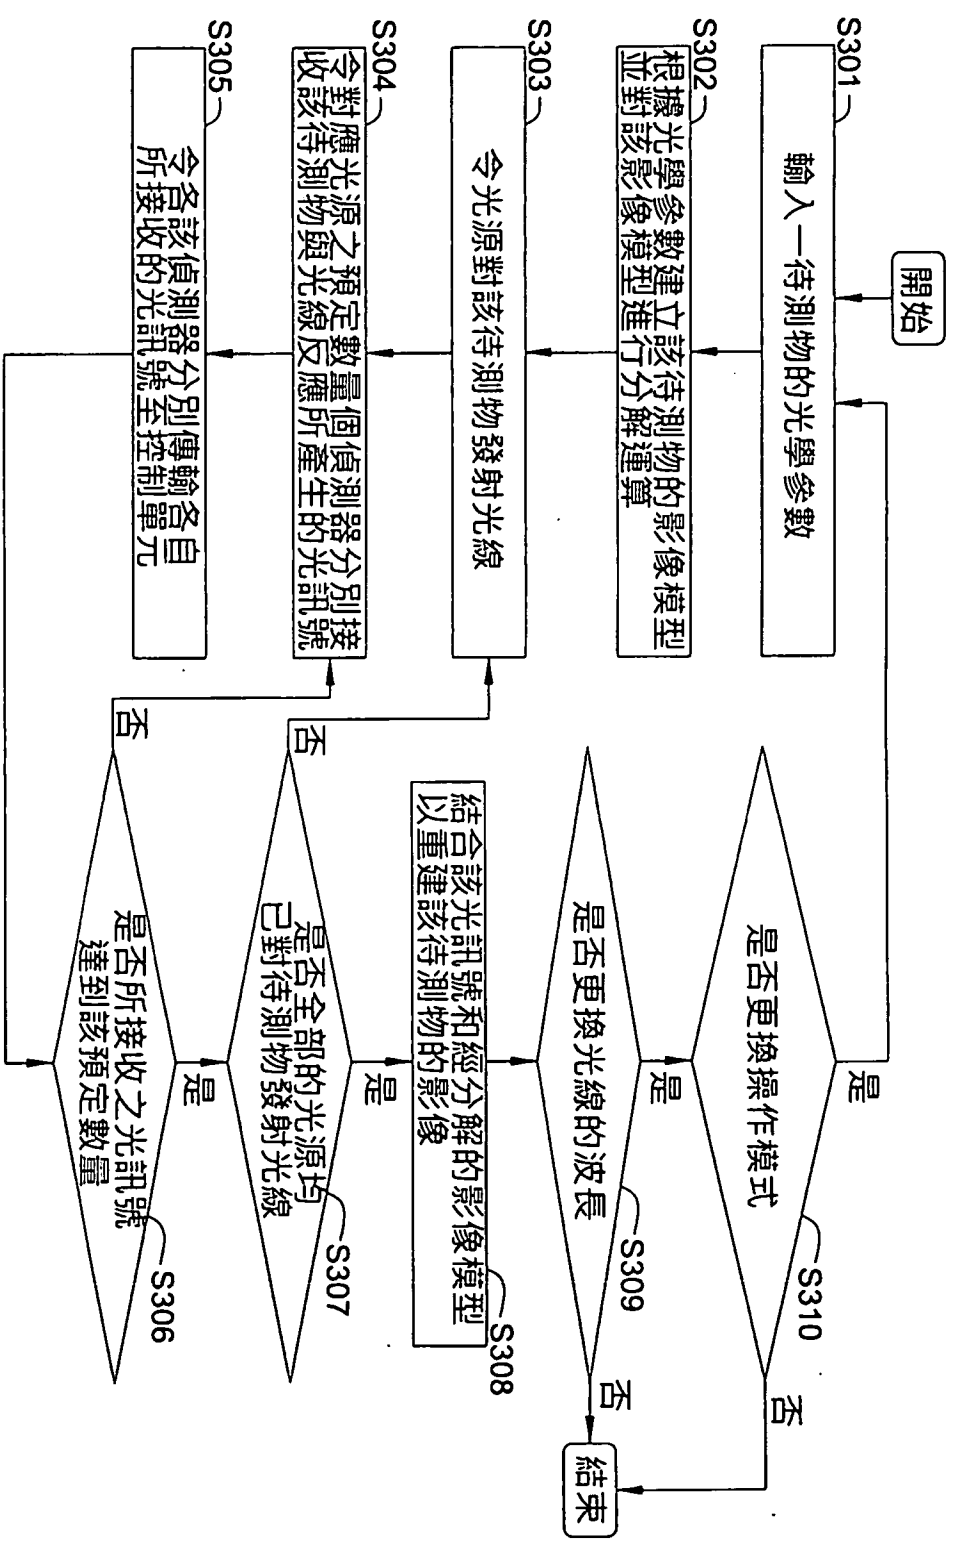 開始
S301
輸入一待測物的光學參數
S302
根據光學參數建立該待測物的影像模型
並對該影像模型進行分解運算
S303
令光源對該待測物發射光線
S304
令對應光源之預定數量個偵測器分別接
收該待測物與光線反應所產生的光訊號
S305
令各該偵測器分別傳輸各自
所接收的光訊號至控制單元
否
是否所接收之光訊號
達到該預定數量
S306
是
否
是否全部的光源均
已對待測物發射光線
S307
是
結合該光訊號和經分解的影像模型
以重建該待測物的影像
S308
是否更換光線的波長
S309
是
否
是否更換操作模式
S310
是
否
結束